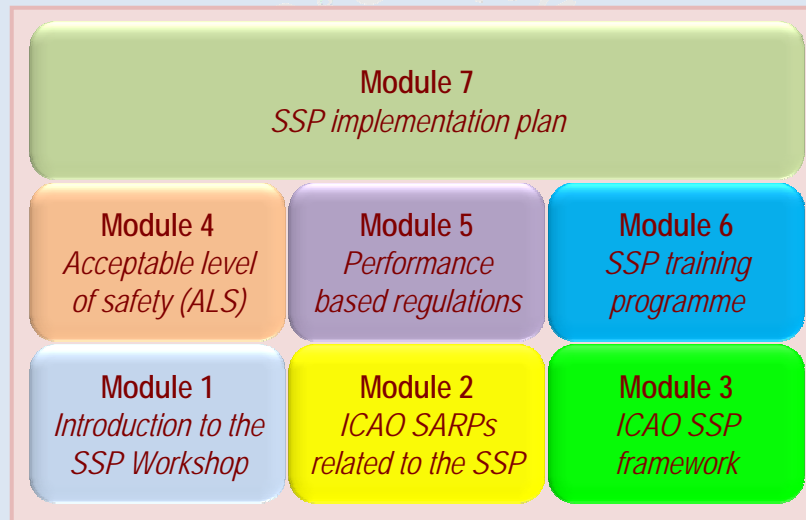 Module 7
SSP implementation plan
Module 4
Acceptable level
of safety (ALS)
Module 5
Performance
based regulations
Module 6
SSP training
programme
Module 1
Introduction to the
SSP Workshop
Module 2
ICAO SARPs
related to the SSP
Module 3
ICAO SSP
framework